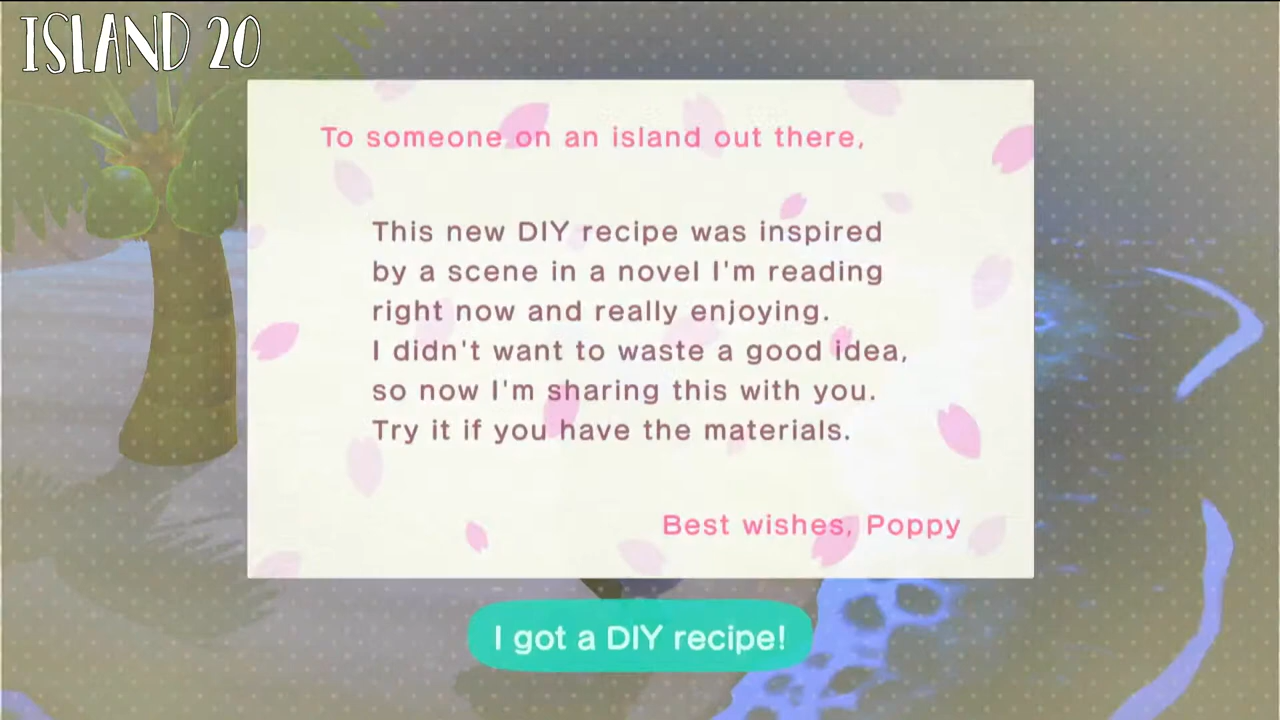 ISLAND 20
To someone on an island out there,
This new DIY recipe was inspired
by a scene in a novel I'm reading
right now and really enjoying.
I didn't want to waste a good idea,
so now I'm sharing this with you.
Try it if you have the materials.
Best wishes, Poppy
I got a DIY recipe!